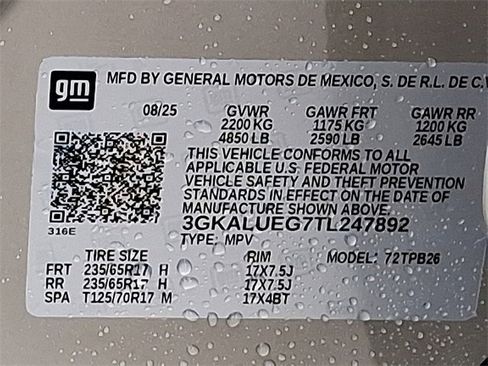 gm
MFD BY GENERAL MOTORS DE MEXICO, S. DE R.L. DE C.V
08/25 GVWR GAWR FRT GAWR RR
2200 KG 1175 KG 1200 KG
4850 LB 2590 LB 2645 LB
THIS VEHICLE CONFORMS TO ALL
APPLICABLE U.S. FEDERAL MOTOR
VEHICLE SAFETY AND THEFT PREVENTION
STANDARDS IN EFFECT ON THE DATE OF
MANUFACTURE SHOWN ABOVE.
3GKALUEG7TL247892
316E
TYPE: MPV
TIRE SIZE RIM 72TPB26
FRT 235/65R17 H 17X7.5J
RR 235/65R17 H 17X7.5J
SPA T125/70R17 M 17X4BT